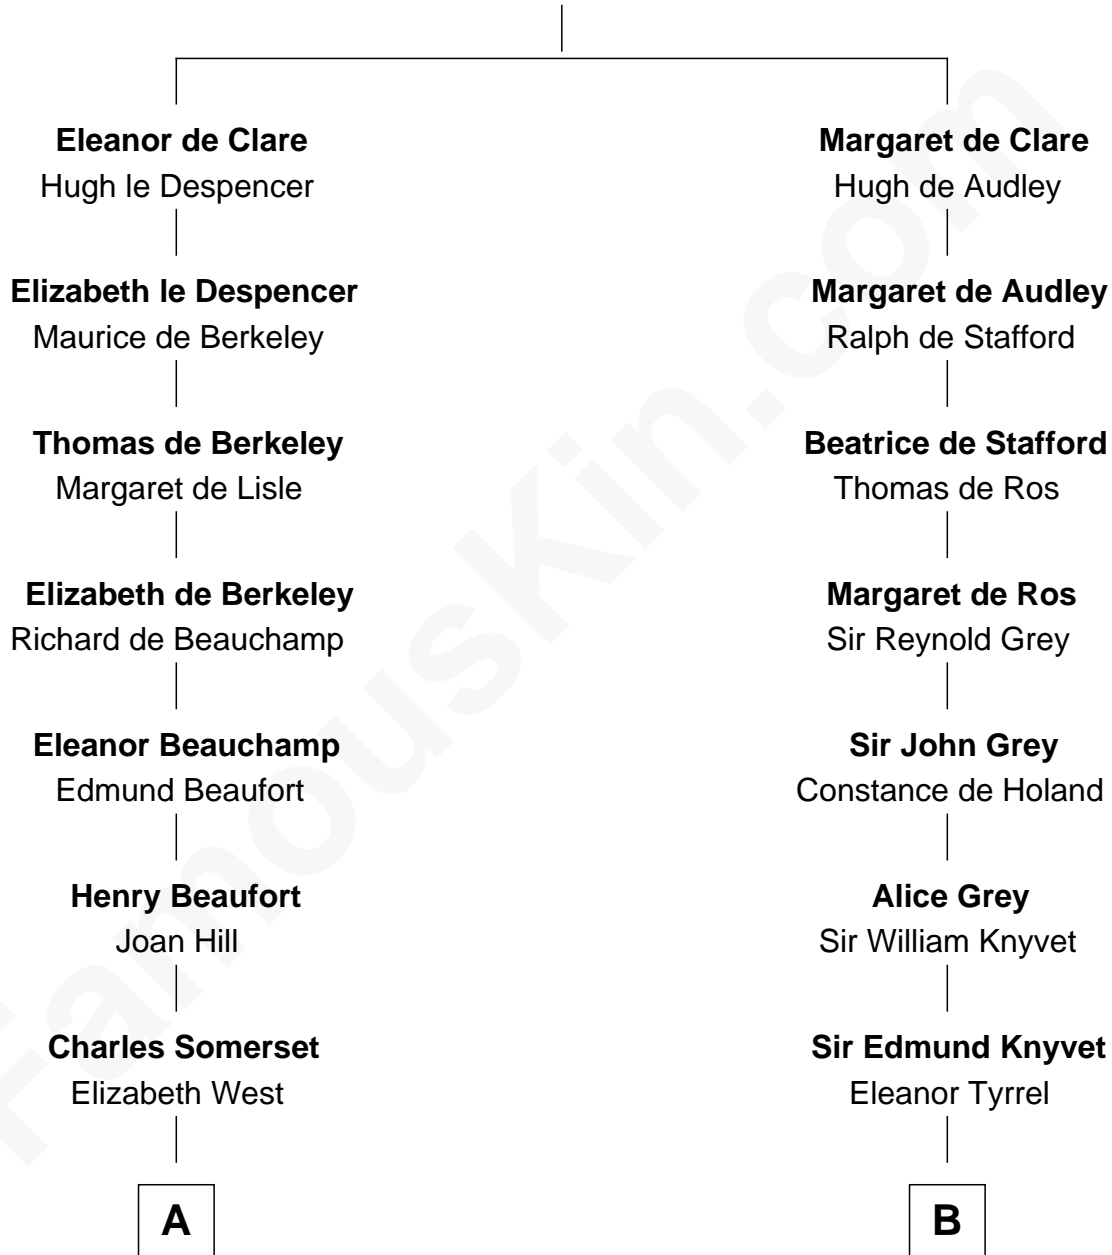 Eleanor de Clare
Hugh le Despencer
Elizabeth le Despencer
Maurice de Berkeley
Thomas de Berkeley
Margaret de Lisle
Elizabeth de Berkeley
Richard de Beauchamp
Eleanor Beauchamp
Edmund Beaufort
Henry Beaufort
Joan Hill
Charles Somerset
Elizabeth West
A
Margaret de Clare
Hugh de Audley
Margaret de Audley
Ralph de Stafford
Beatrice de Stafford
Thomas de Ros
Margaret de Ros
Sir Reynold Grey
Sir John Grey
Constance de Holand
Alice Grey
Sir William Knyvet
Sir Edmund Knyvet
Eleanor Tyrrel
B
FamousKin.com